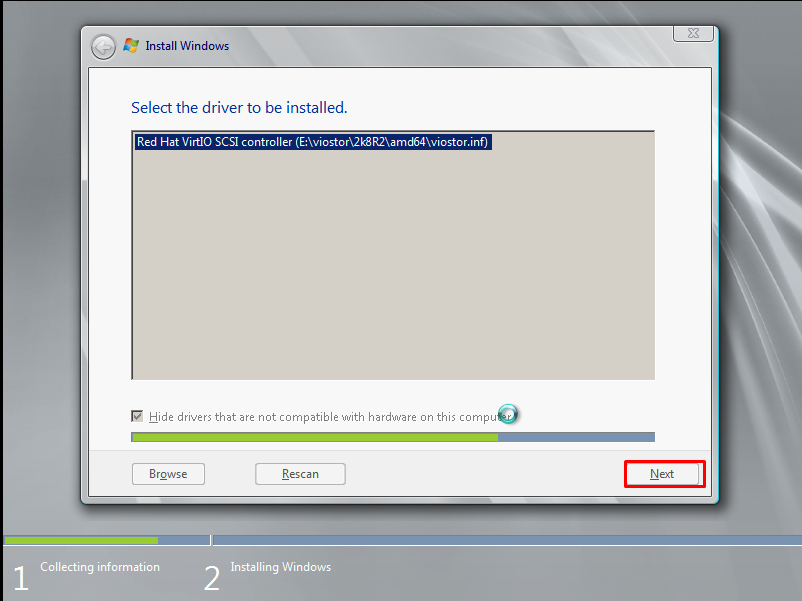 Install Windows
Select the driver to be installed.
Red Hat VirtIO SCSI controller (E:\viostor\2k8R2\amd64\viostor.inf)
Hide drivers that are not compatible with hardware on this computer.
Browse
Rescan
Next
1 Collecting information
2 Installing Windows